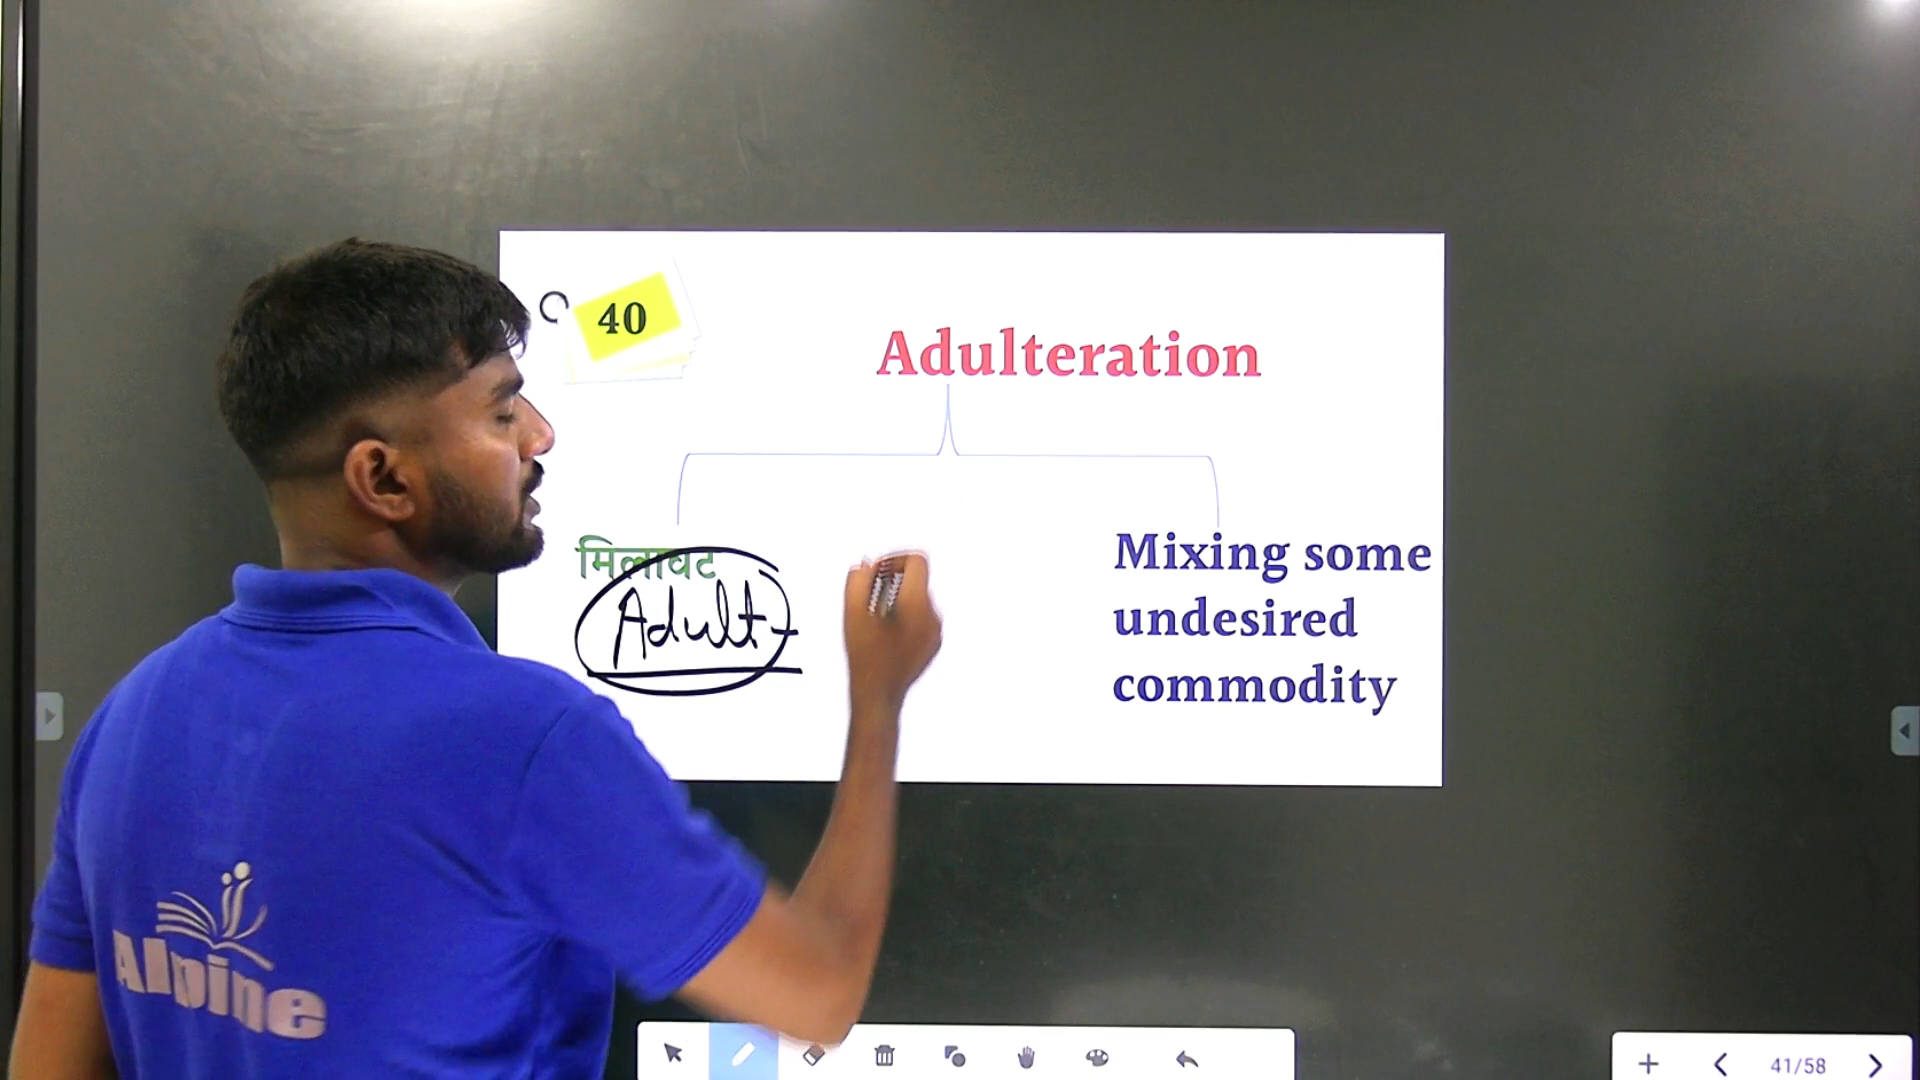 40
Adulteration
मिलावट
Adult
Mixing some
undesired
commodity
Alpine
41/58